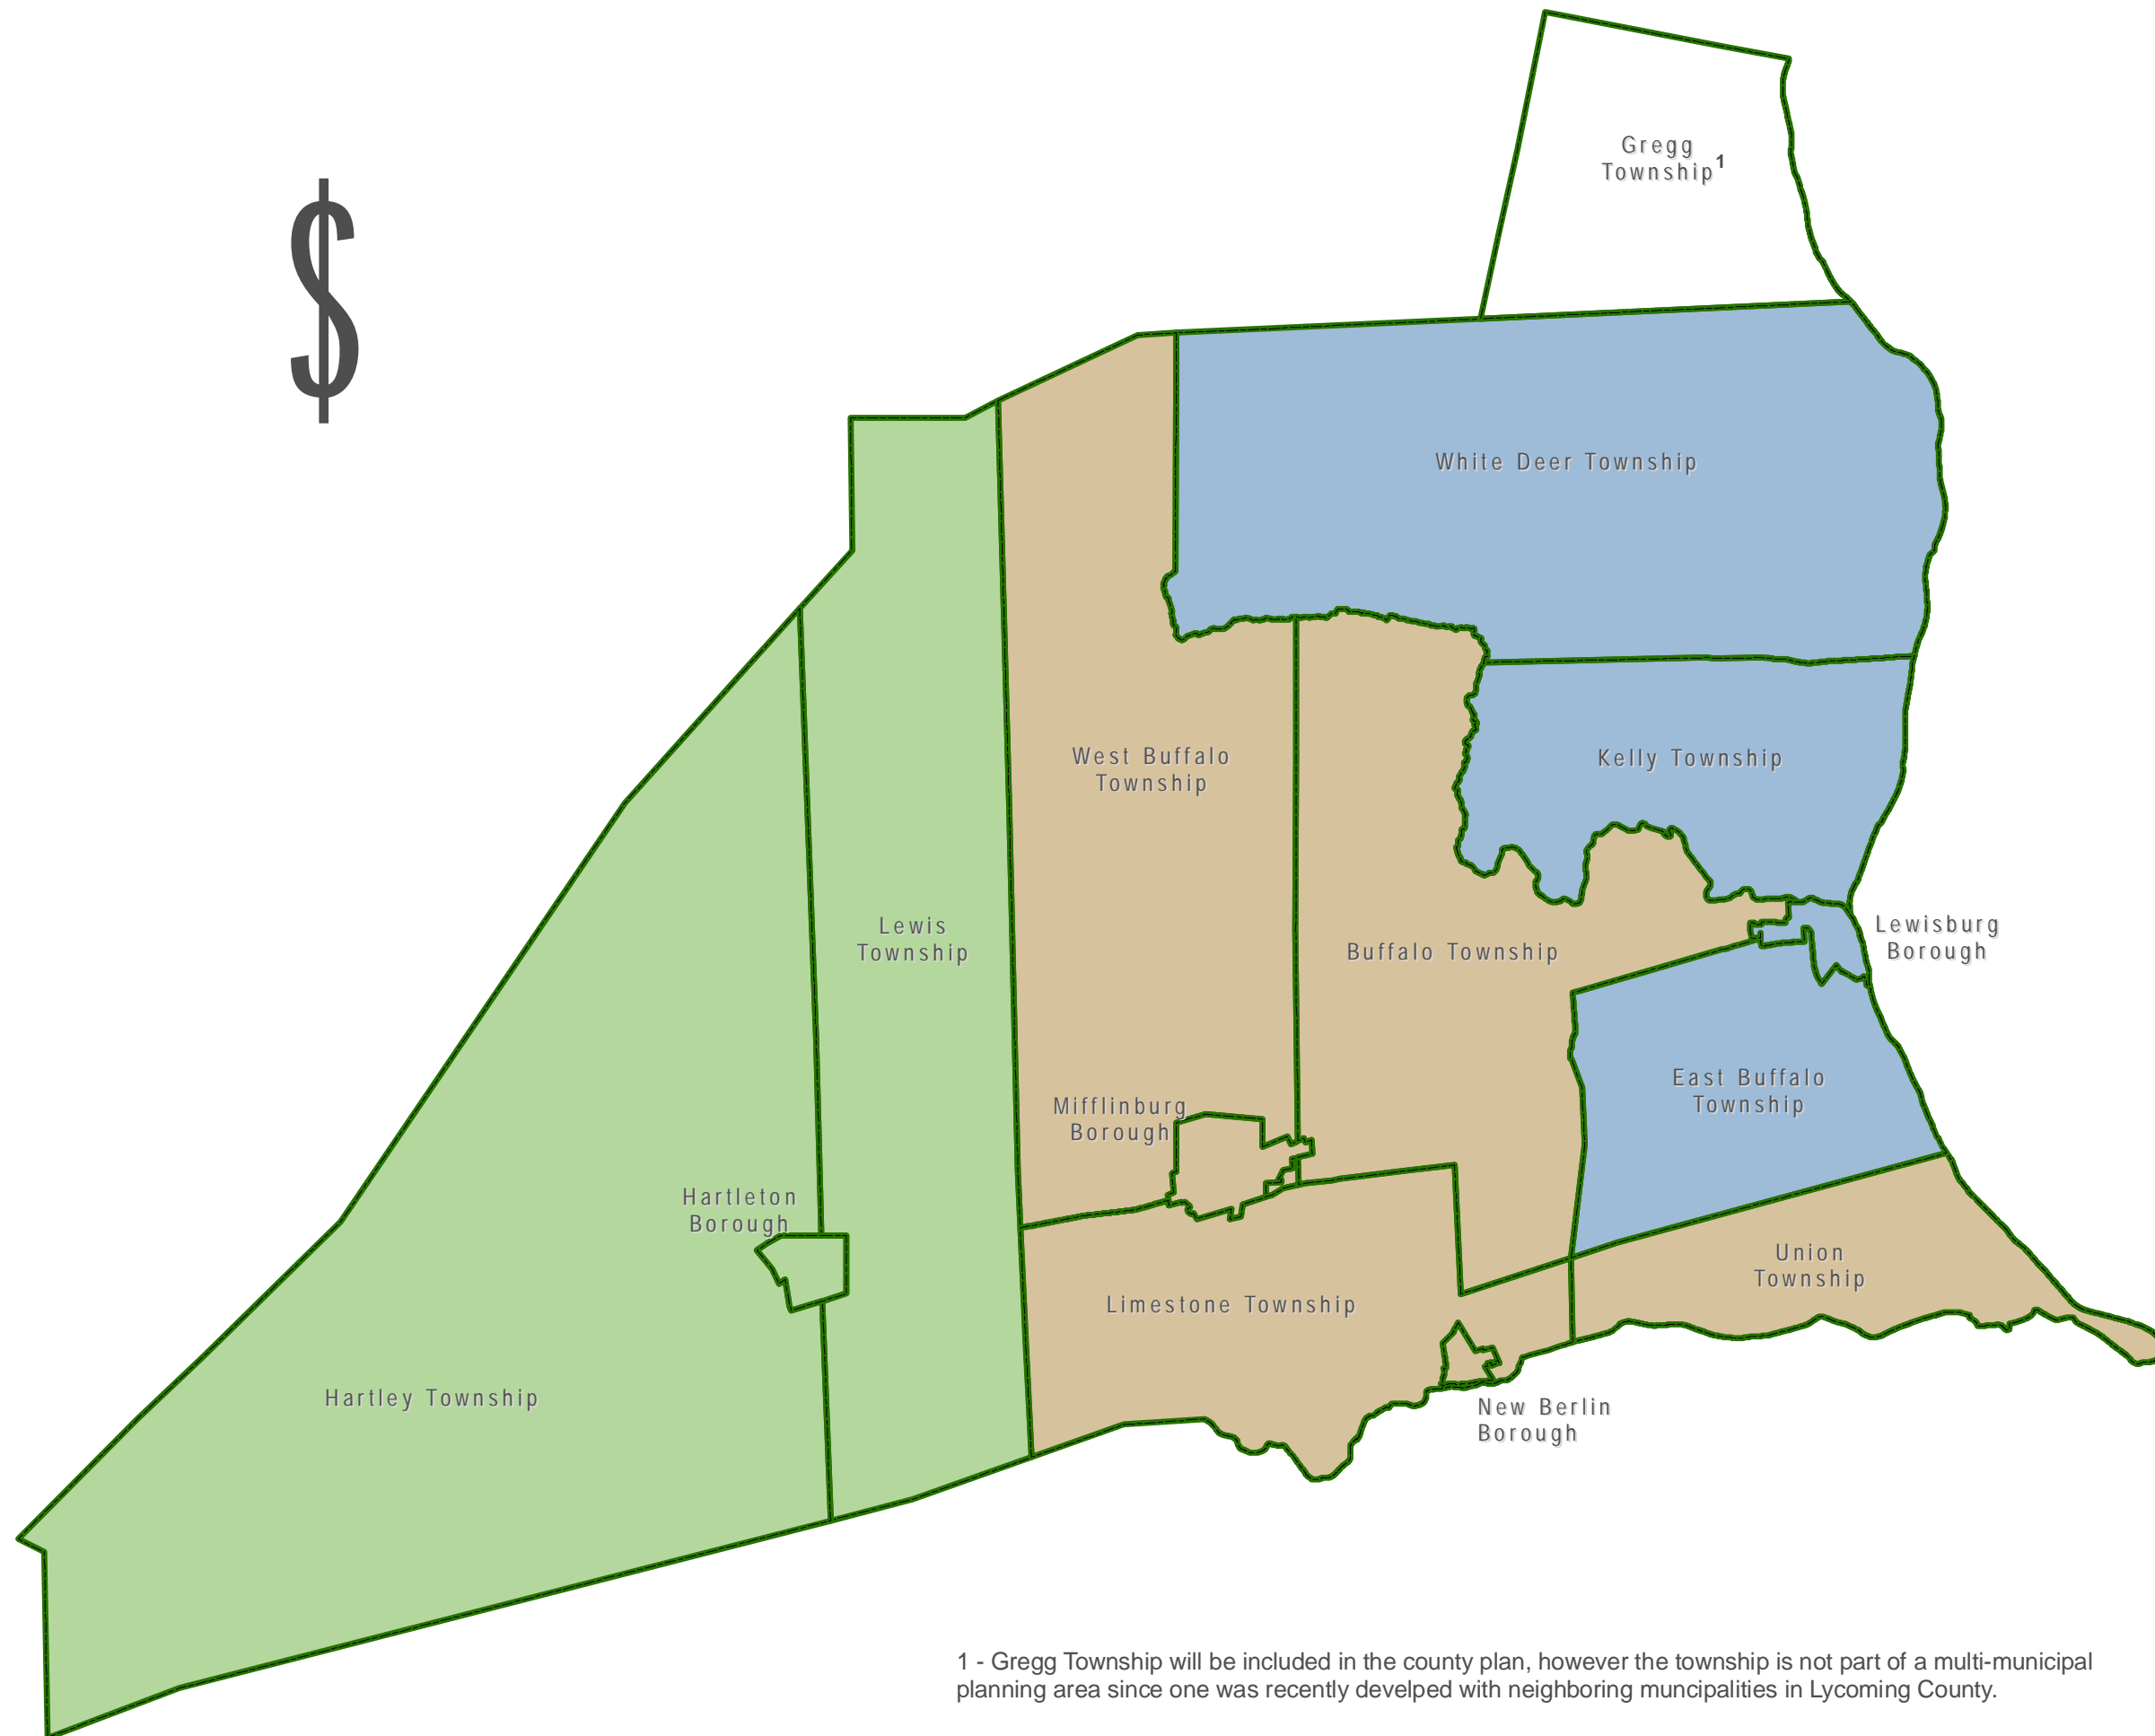 Gregg
Township1
$
White Deer Township
West Buffalo
Township
Kelly Township
Lewis
Township
Buffalo Township
Lewisburg
Borough
East Buffalo
Township
Mifflinburg
Borough
Hartleton
Borough
Union
Township
Limestone Township
Hartley Township
New Berlin
Borough
1 - Gregg Township will be included in the county plan, however the township is not part of a multi-municipal
planning area since one was recently develped with neighboring muncipalities in Lycoming County.